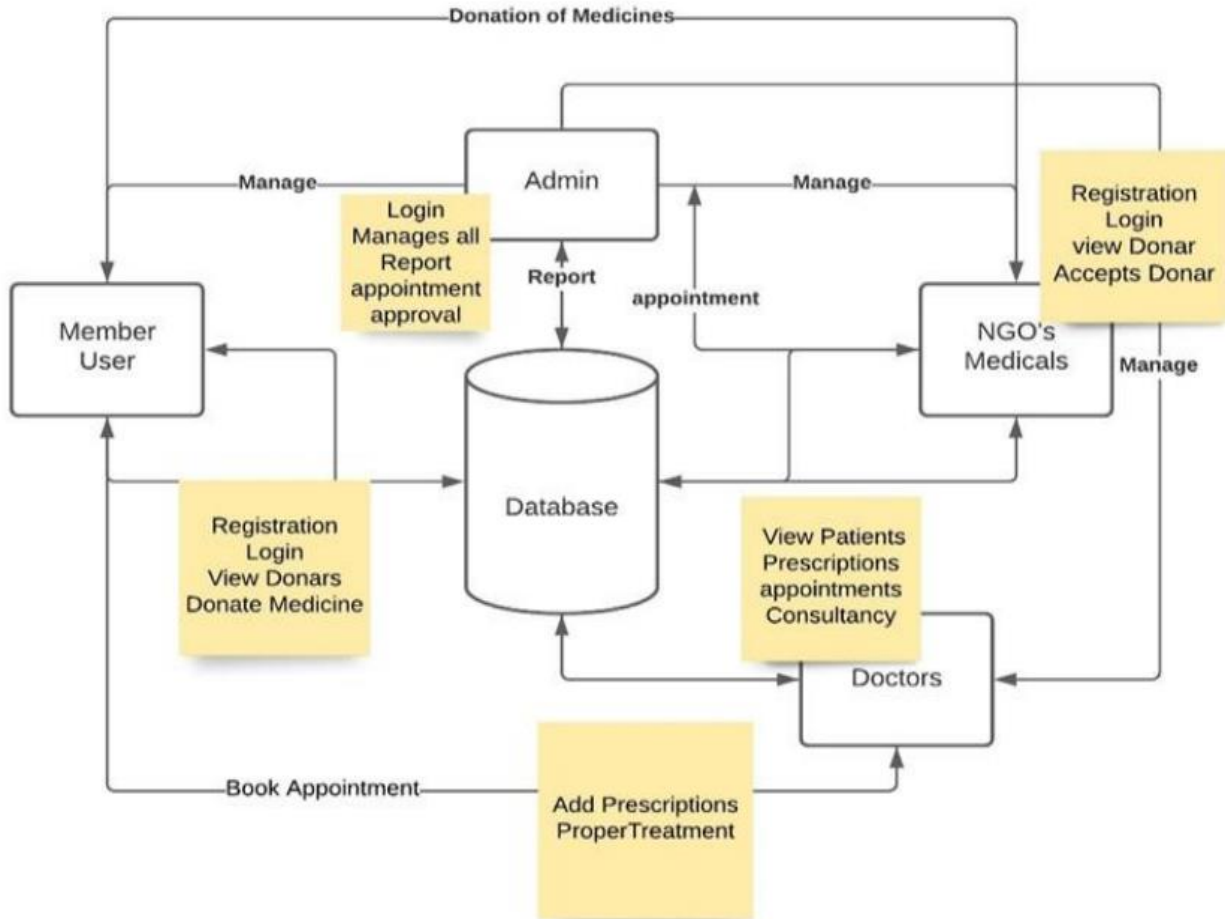 Donation of Medicines
Manage
Admin
Manage
Login
Manages all
Report
appointment
approval
Registration
Login
view Donar
Accepts Donar
Report
appointment
Member
User
NGO's
Medicals
Manage
Database
Registration
Login
View Donars
Donate Medicine
View Patients
Prescriptions
appointments
Consultancy
Doctors
Book Appointment
Add Prescriptions
ProperTreatment